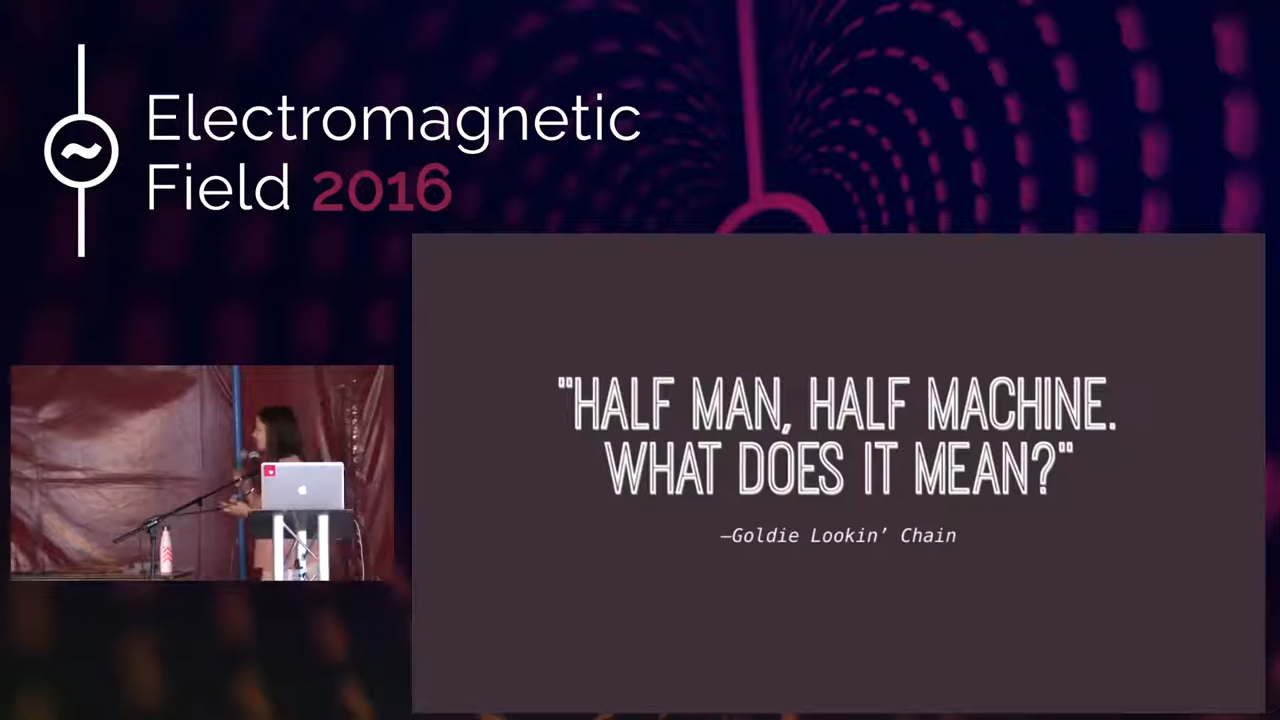 Electromagnetic
Field 2016
"HALF MAN, HALF MACHINE.
WHAT DOES IT MEAN?"
—Goldie Lookin’ Chain